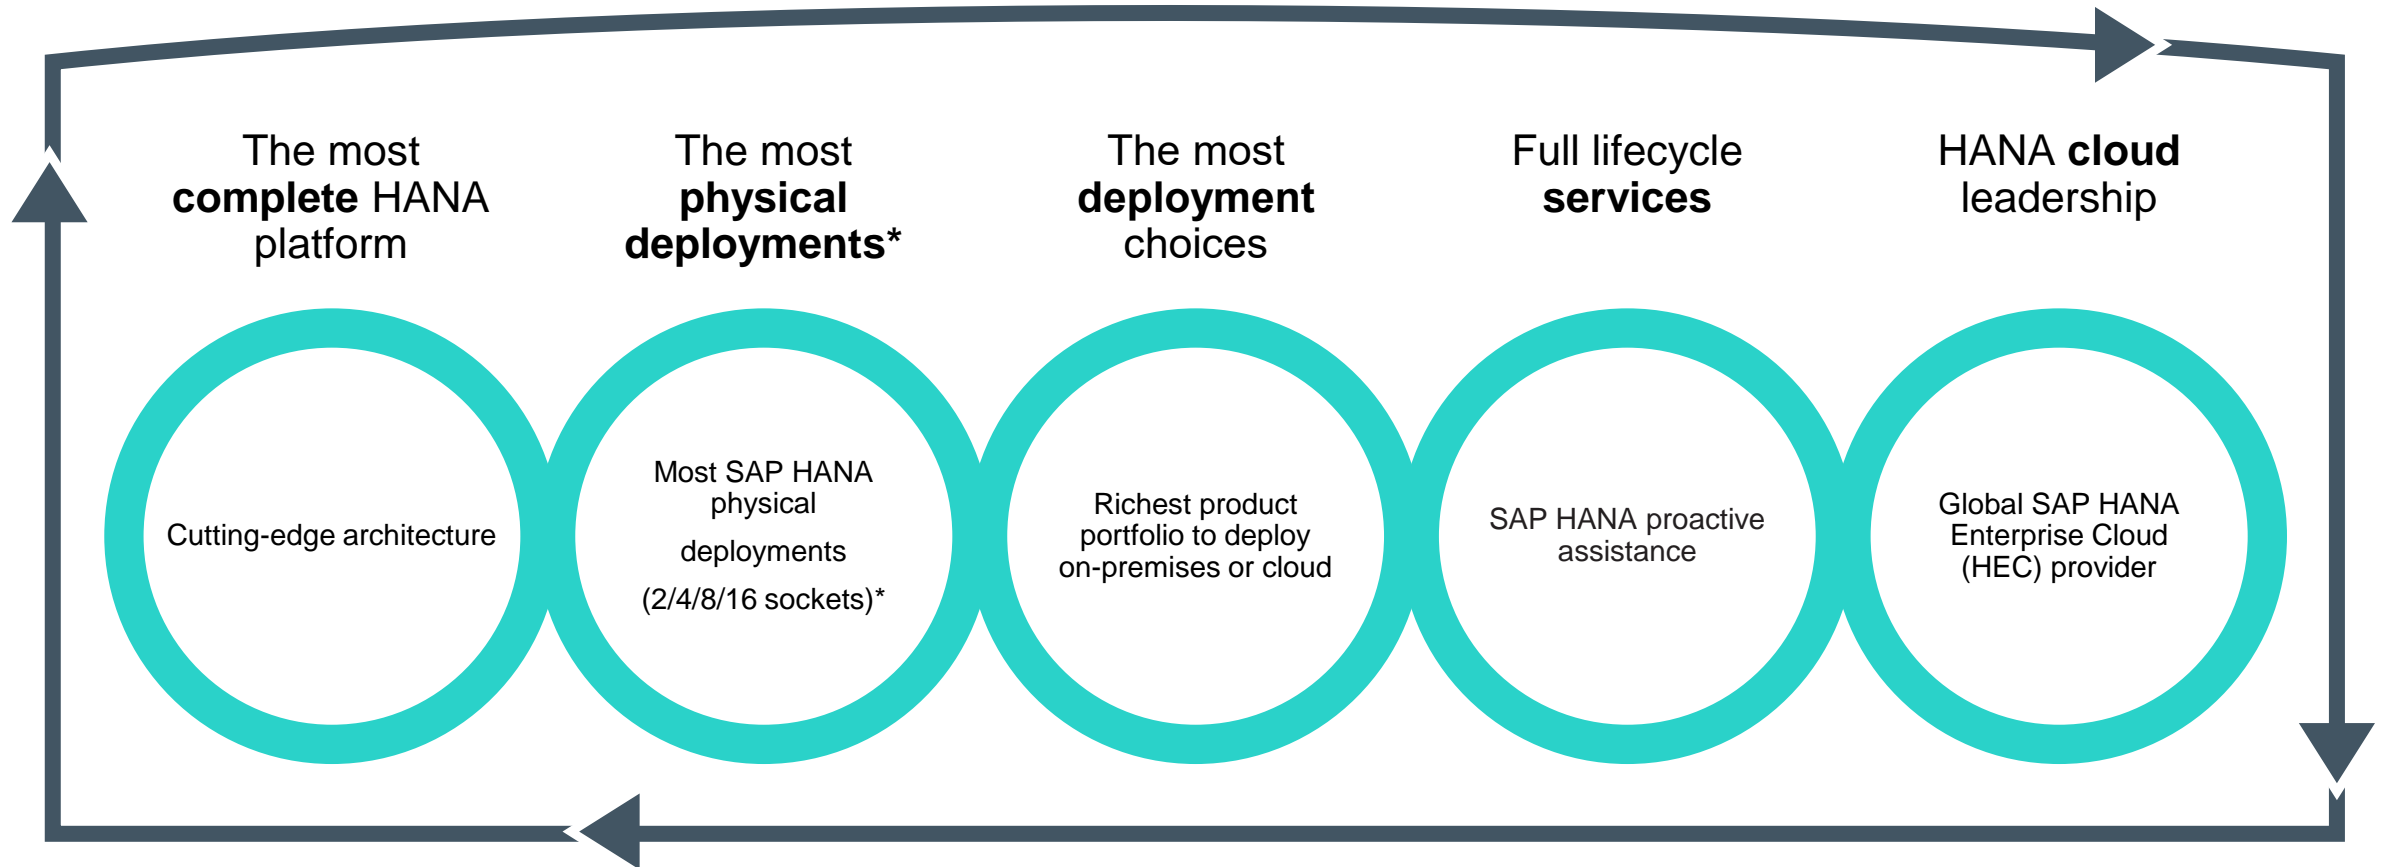 The most
complete HANA
platform
The most
physical
deployments*
The most
deployment
choices
Full lifecycle
services
HANA cloud
leadership
Cutting-edge architecture
Most SAP HANA
physical
deployments
(2/4/8/16 sockets)*
Richest product
portfolio to deploy
on-premises or cloud
SAP HANA proactive
assistance
Global SAP HANA
Enterprise Cloud
(HEC) provider